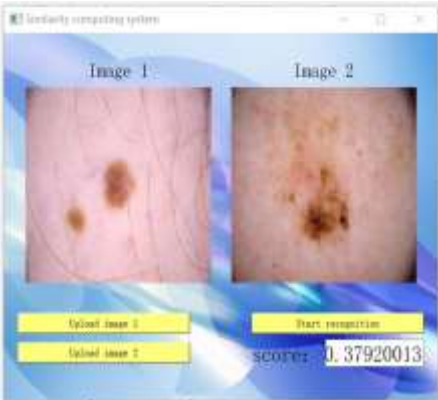 Similarity computing system
Image 1 Image 2
Upload image 1 Start recognition
Upload image 2 score: 0.37920013